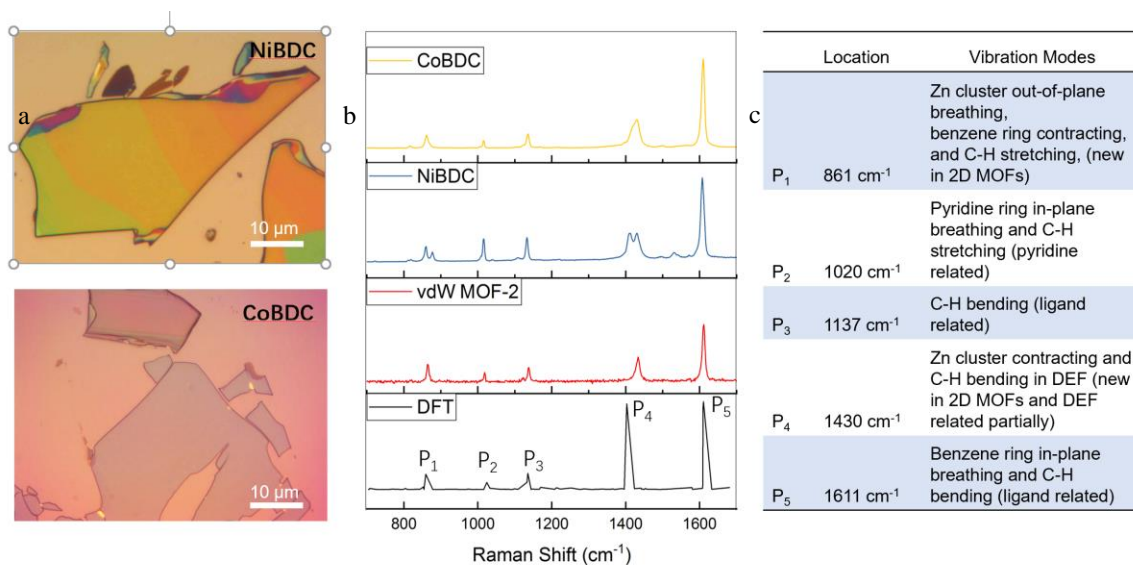 a
NiBDC
10 μm
CoBDC
10 μm
b
CoBDC
NiBDC
vdW MOF-2
DFT
P₁
P₂
P₃
P₄
P₅
800 1000 1200 1400 1600
Raman Shift (cm⁻¹)
c
Location Vibration Modes
Zn cluster out-of-plane
breathing,
benzene ring contracting,
and C-H stretching, (new
P₁ 861 cm⁻¹ in 2D MOFs)
Pyridine ring in-plane
breathing and C-H
stretching (pyridine
P₂ 1020 cm⁻¹ related)
C-H bending (ligand
P₃ 1137 cm⁻¹ related)
Zn cluster contracting and
C-H bending in DEF (new
in 2D MOFs and DEF
P₄ 1430 cm⁻¹ related partially)
Benzene ring in-plane
breathing and C-H
P₅ 1611 cm⁻¹ bending (ligand related)